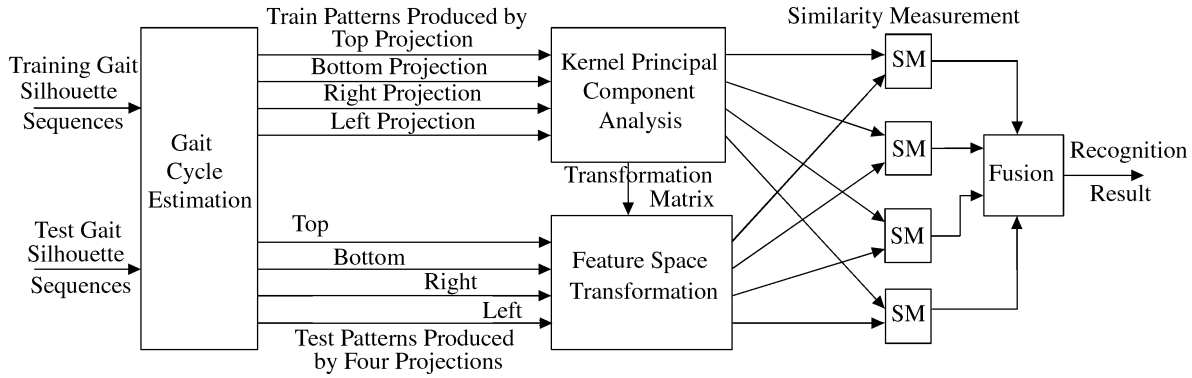 Train Patterns Produced by
Top Projection
Bottom Projection
Right Projection
Left Projection
Training Gait
Silhouette
Sequences
Test Gait
Silhouette
Sequences
Gait
Cycle
Estimation
Kernel Principal
Component
Analysis
Transformation
Matrix
Top
Bottom
Right
Left
Test Patterns Produced
by Four Projections
Feature Space
Transformation
Similarity Measurement
SM
SM
SM
SM
Fusion
Recognition
Result